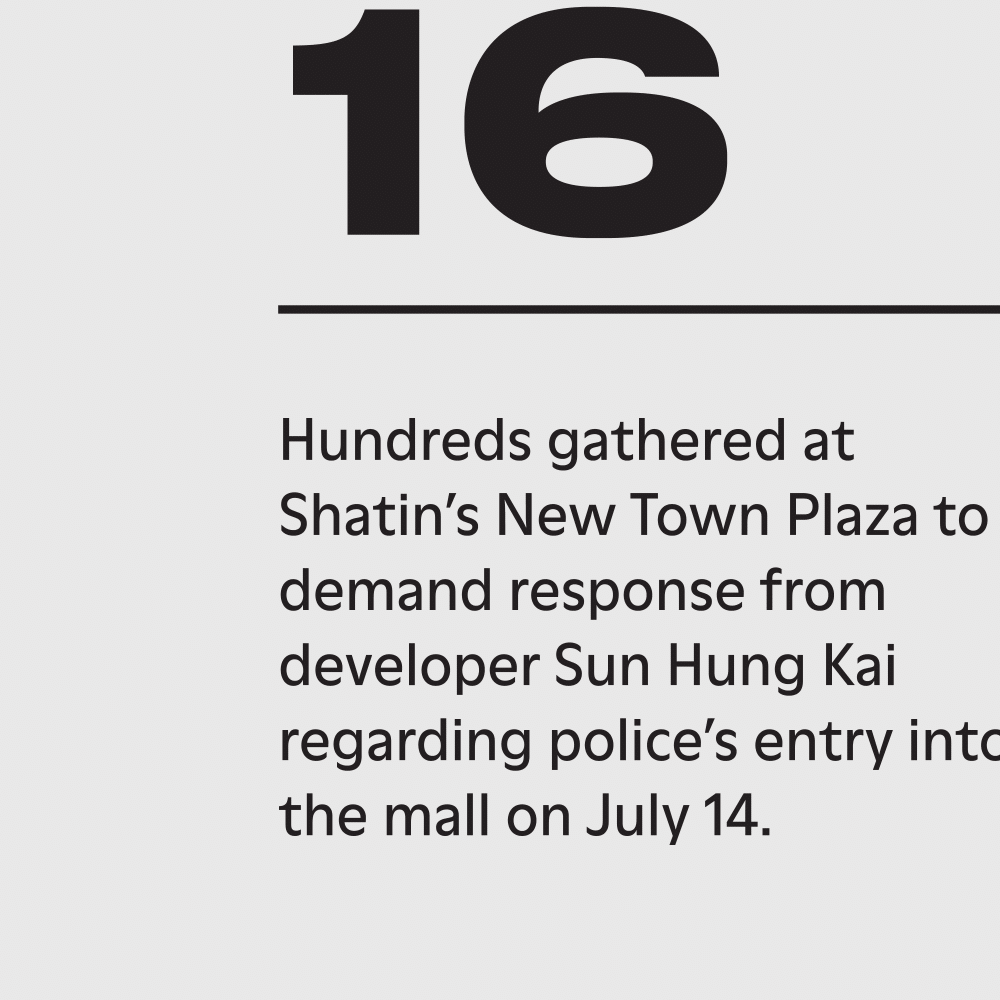 16
Hundreds gathered at
Shatin’s New Town Plaza to
demand response from
developer Sun Hung Kai
regarding police’s entry into
the mall on July 14.